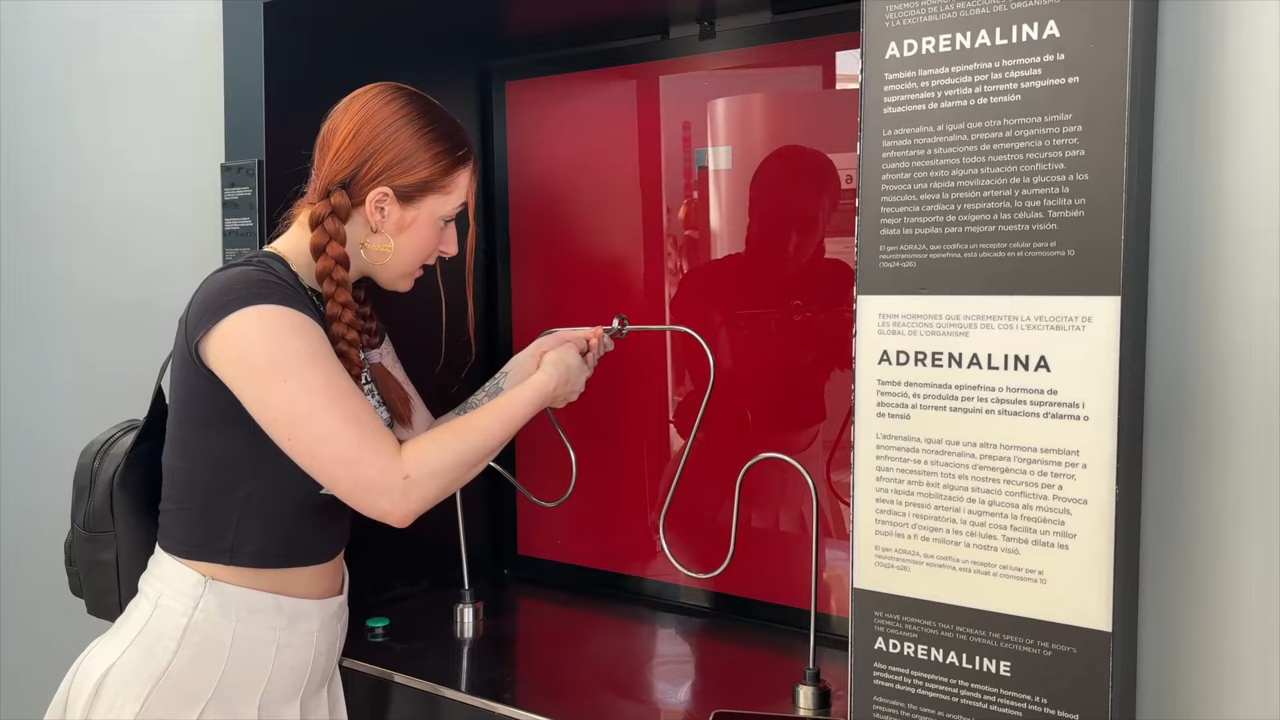 TENEMOS HORMONAS
VELOCIDAD DE LAS REACCIONES
Y LA EXCITABILIDAD GLOBAL DEL ORGANISMO
ADRENALINA
También llamada epinefrina u hormona de la
emoción, es producida por las cápsulas
suprarrenales y vertida al torrente sanguíneo en
situaciones de alarma o de tensión
La adrenalina, al igual que otra hormona similar
llamada noradrenalina, prepara al organismo para
enfrentarse a situaciones de emergencia o terror,
cuando necesitamos todos nuestros recursos para
afrontar con éxito alguna situación conflictiva.
Provoca una rápida movilización de la glucosa a los
músculos, eleva la presión arterial y aumenta la
frecuencia cardíaca y respiratoria, lo que facilita un
mejor transporte de oxígeno a las células. También
dilata las pupilas para mejorar nuestra visión.
El gen ADRA2A, que codifica un receptor celular para el
neurotransmisor epinefrina, está ubicado en el cromosoma 10
(10q24-q26).
TENIM HORMONES QUE INCREMENTEN LA VELOCITAT DE
LES REACCIONS QUÍMIQUES DEL COS I L'EXCITABILITAT
GLOBAL DE L'ORGANISME
ADRENALINA
També denominada epinefrina o hormona de
l'emoció, és produïda per les càpsules suprarenals i
abocada al torrent sanguini en situacions d'alarma o
de tensió
L'adrenalina, igual que una altra hormona semblant
anomenada noradrenalina, prepara l'organisme per a
enfrontar-se a situacions d'emergència o de terror,
quan necessitem tots els nostres recursos per a
afrontar amb èxit alguna situació conflictiva. Provoca
una ràpida mobilització de la glucosa als músculs,
eleva la pressió arterial i augmenta la freqüència
cardíaca i respiratòria, la qual cosa facilita un millor
transport d'oxigen a les cèl·lules. També dilata les
pupil·les a fi de millorar la nostra visió.
El gen ADRA2A, que codifica un receptor cel·lular per al
neurotransmissor epinefrina, està situat al cromosoma 10
(10q24-q26).
WE HAVE HORMONES THAT INCREASE THE SPEED OF THE BODY'S
CHEMICAL REACTIONS AND THE OVERALL EXCITEMENT OF
THE ORGANISM
ADRENALINE
Also named epinephrine or the emotion hormone, it is
produced by the suprarenal glands and released into the blood
stream during dangerous or stressful situations
Adrenaline, the same as another
prepares the organism